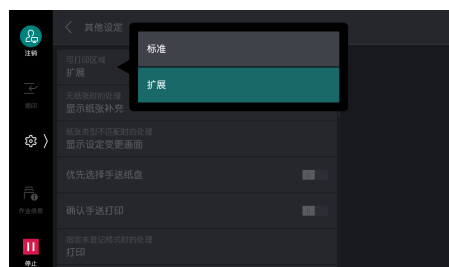 其他设定
注销
标准
扩展
可打印区域
扩展
无纸张时的处理
显示纸张补充
纸张类型不匹配时的处理
显示设定变更画面
优先选择手送纸盘
确认手送打印
作业信息
指定未登记格式时的处理
打印
停止